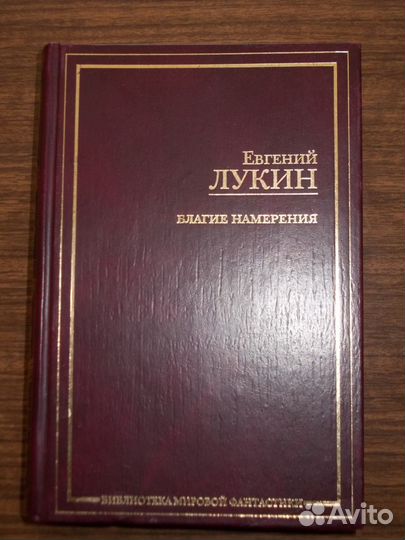 Евгений
ЛУКИН
БЛАГИЕ НАМЕРЕНИЯ
БИБЛИОТЕКА МИРОВОЙ ФАНТАСТИКИ
Avito